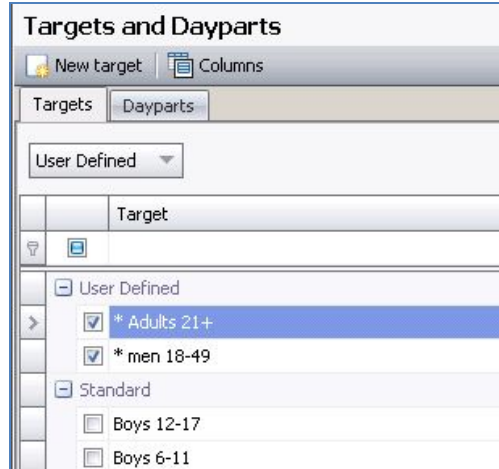 Targets and Dayparts
New target Columns
Targets Dayparts
User Defined
Target
User Defined
* Adults 21+
* men 18-49
Standard
Boys 12-17
Boys 6-11